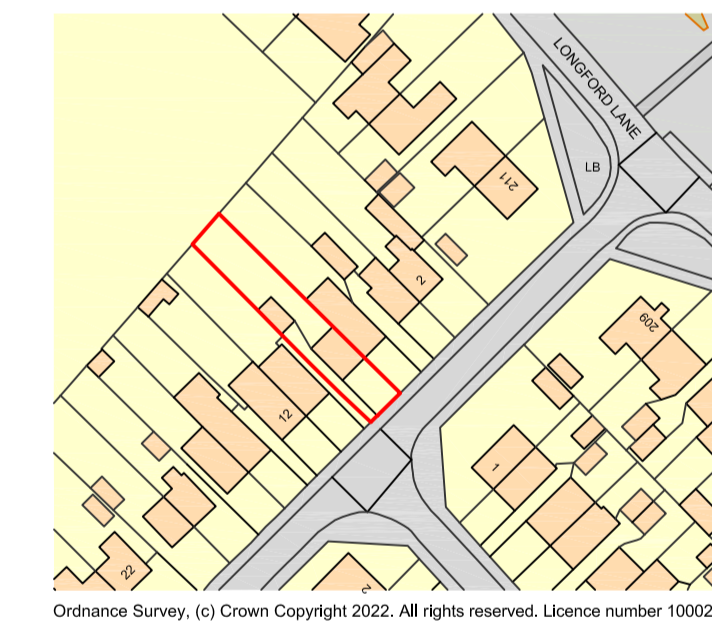 LONGFORD LANE
LB
211
2
209
12
1
22
2
Ordnance Survey, (c) Crown Copyright 2022. All rights reserved. Licence number 10002